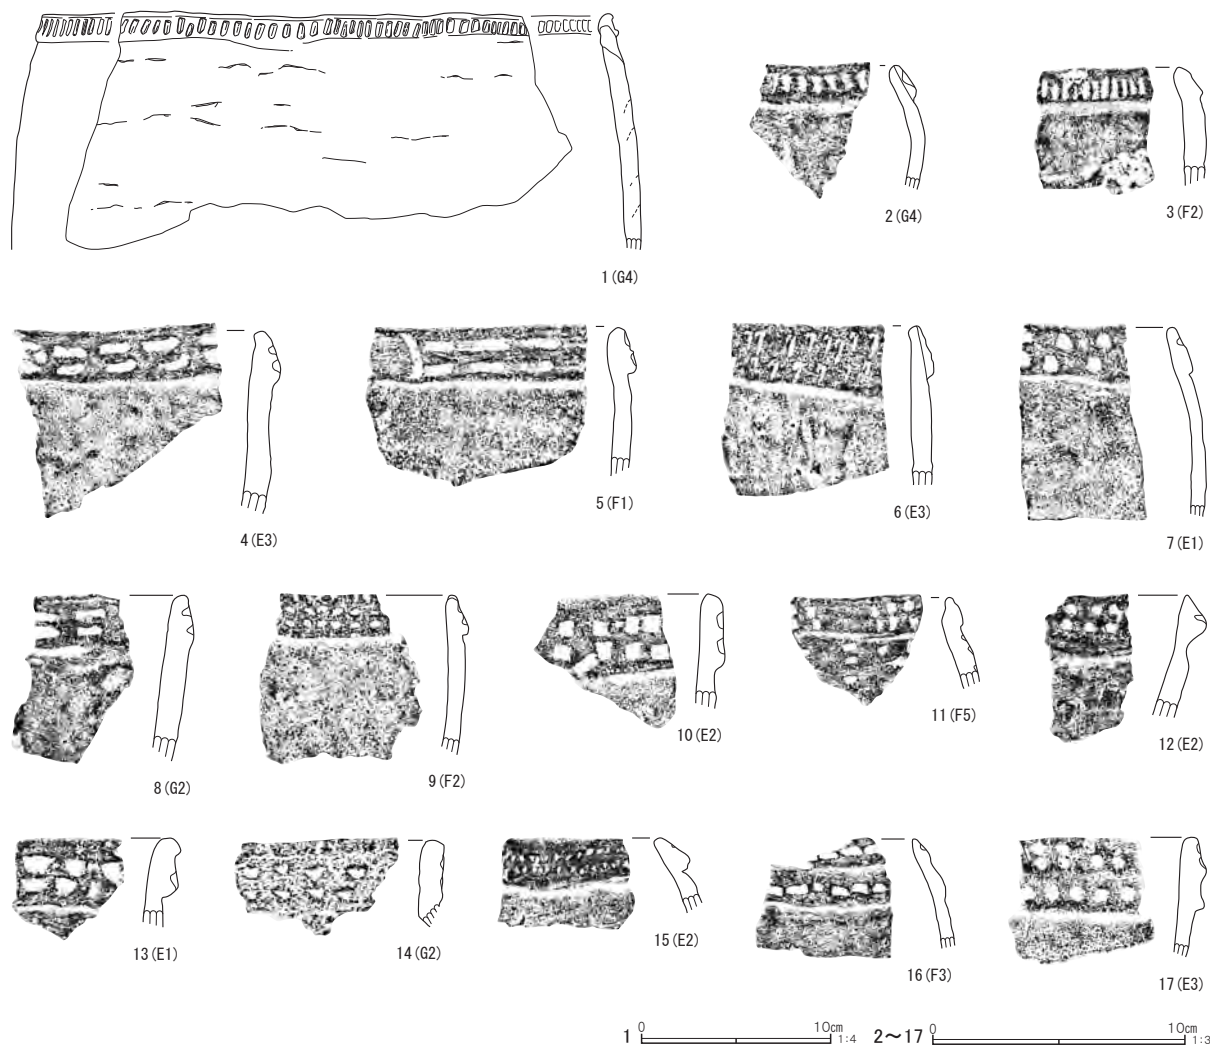 1(G4)
2(G4)
3(F2)
4(E3)
5(F1)
6(E3)
7(E1)
8(G2)
9(F2)
10(E2)
11(F5)
12(E2)
13(E1)
14(G2)
15(E2)
16(F3)
17(E3)
1 0 10cm 1:4
2～17 0 10cm 1:3